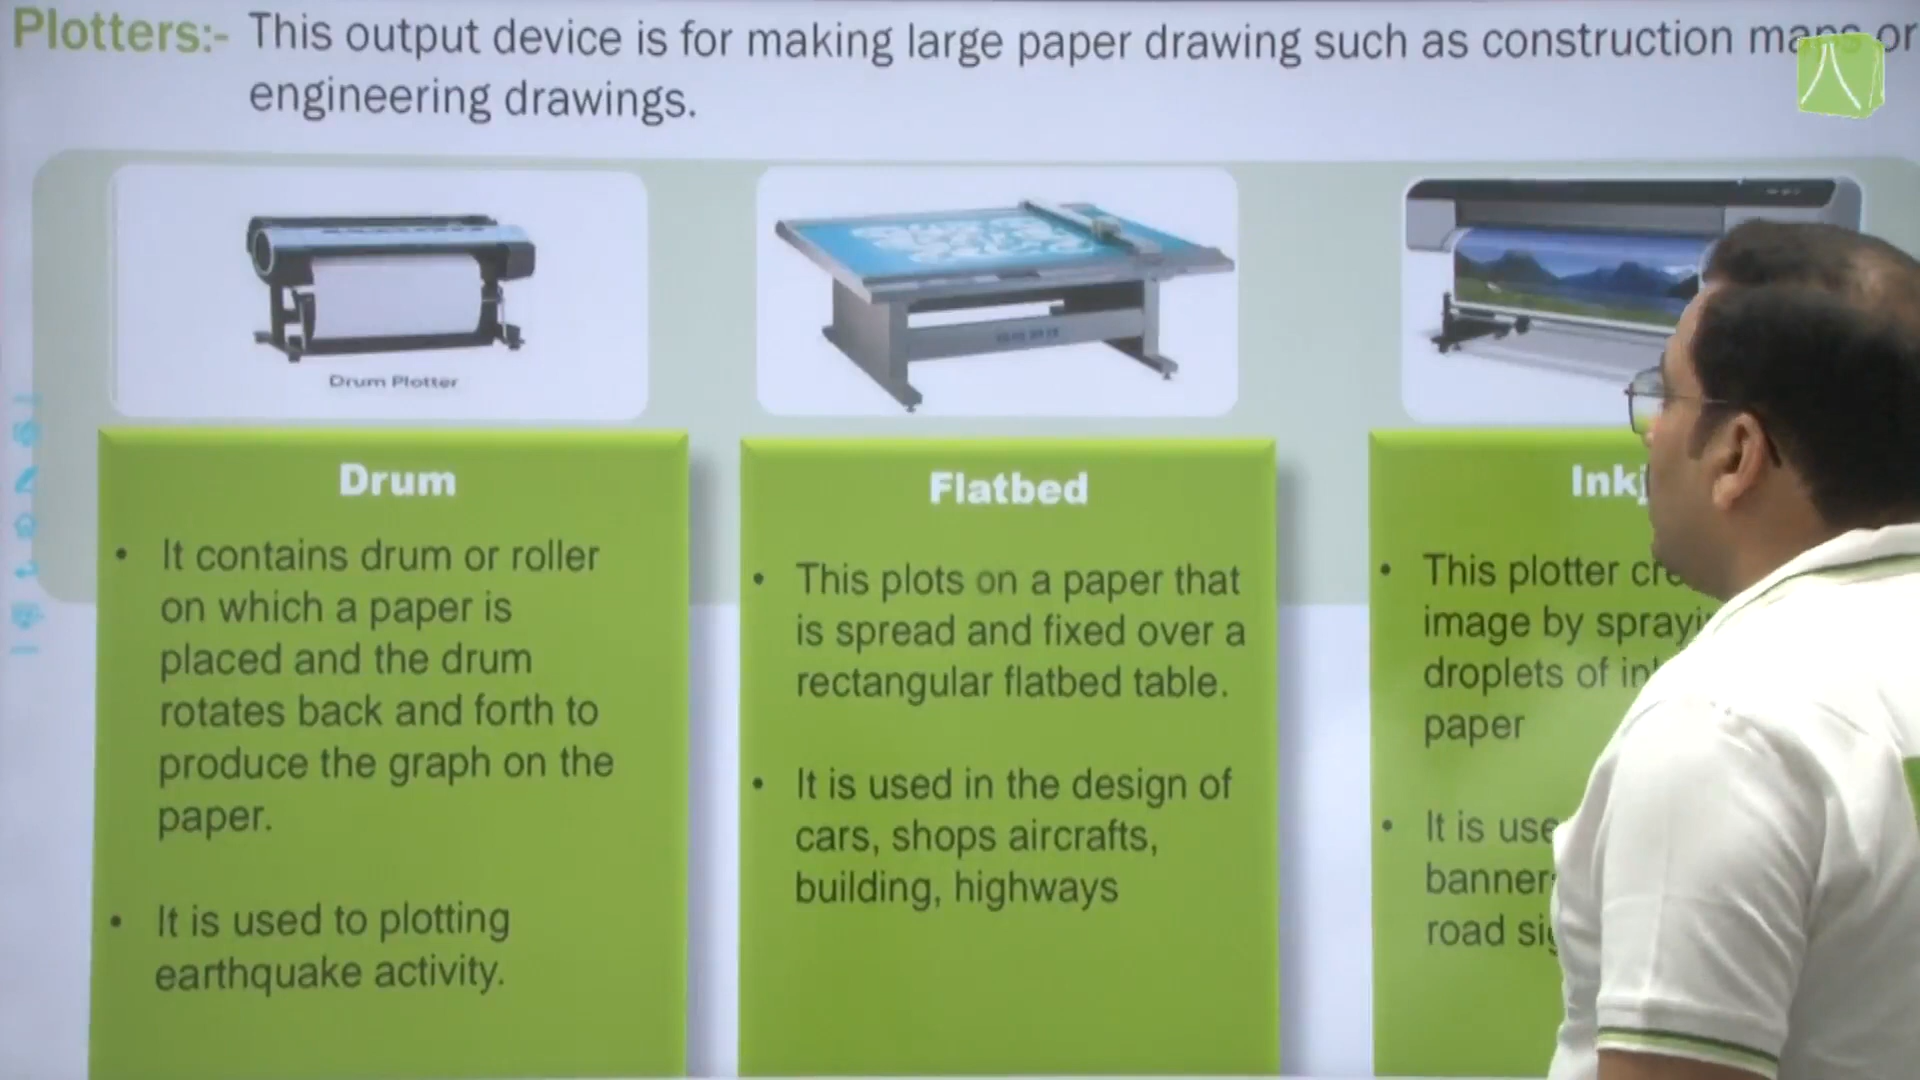 Plotters:- This output device is for making large paper drawing such as construction maps or
engineering drawings.
Drum Plotter
Drum
• It contains drum or roller
on which a paper is
placed and the drum
rotates back and forth to
produce the graph on the
paper.
• It is used to plotting
earthquake activity.
Flatbed
• This plots on a paper that
is spread and fixed over a
rectangular flatbed table.
• It is used in the design of
cars, shops aircrafts,
building, highways
• This plotter
image by
droplets of
paper
• It is
road